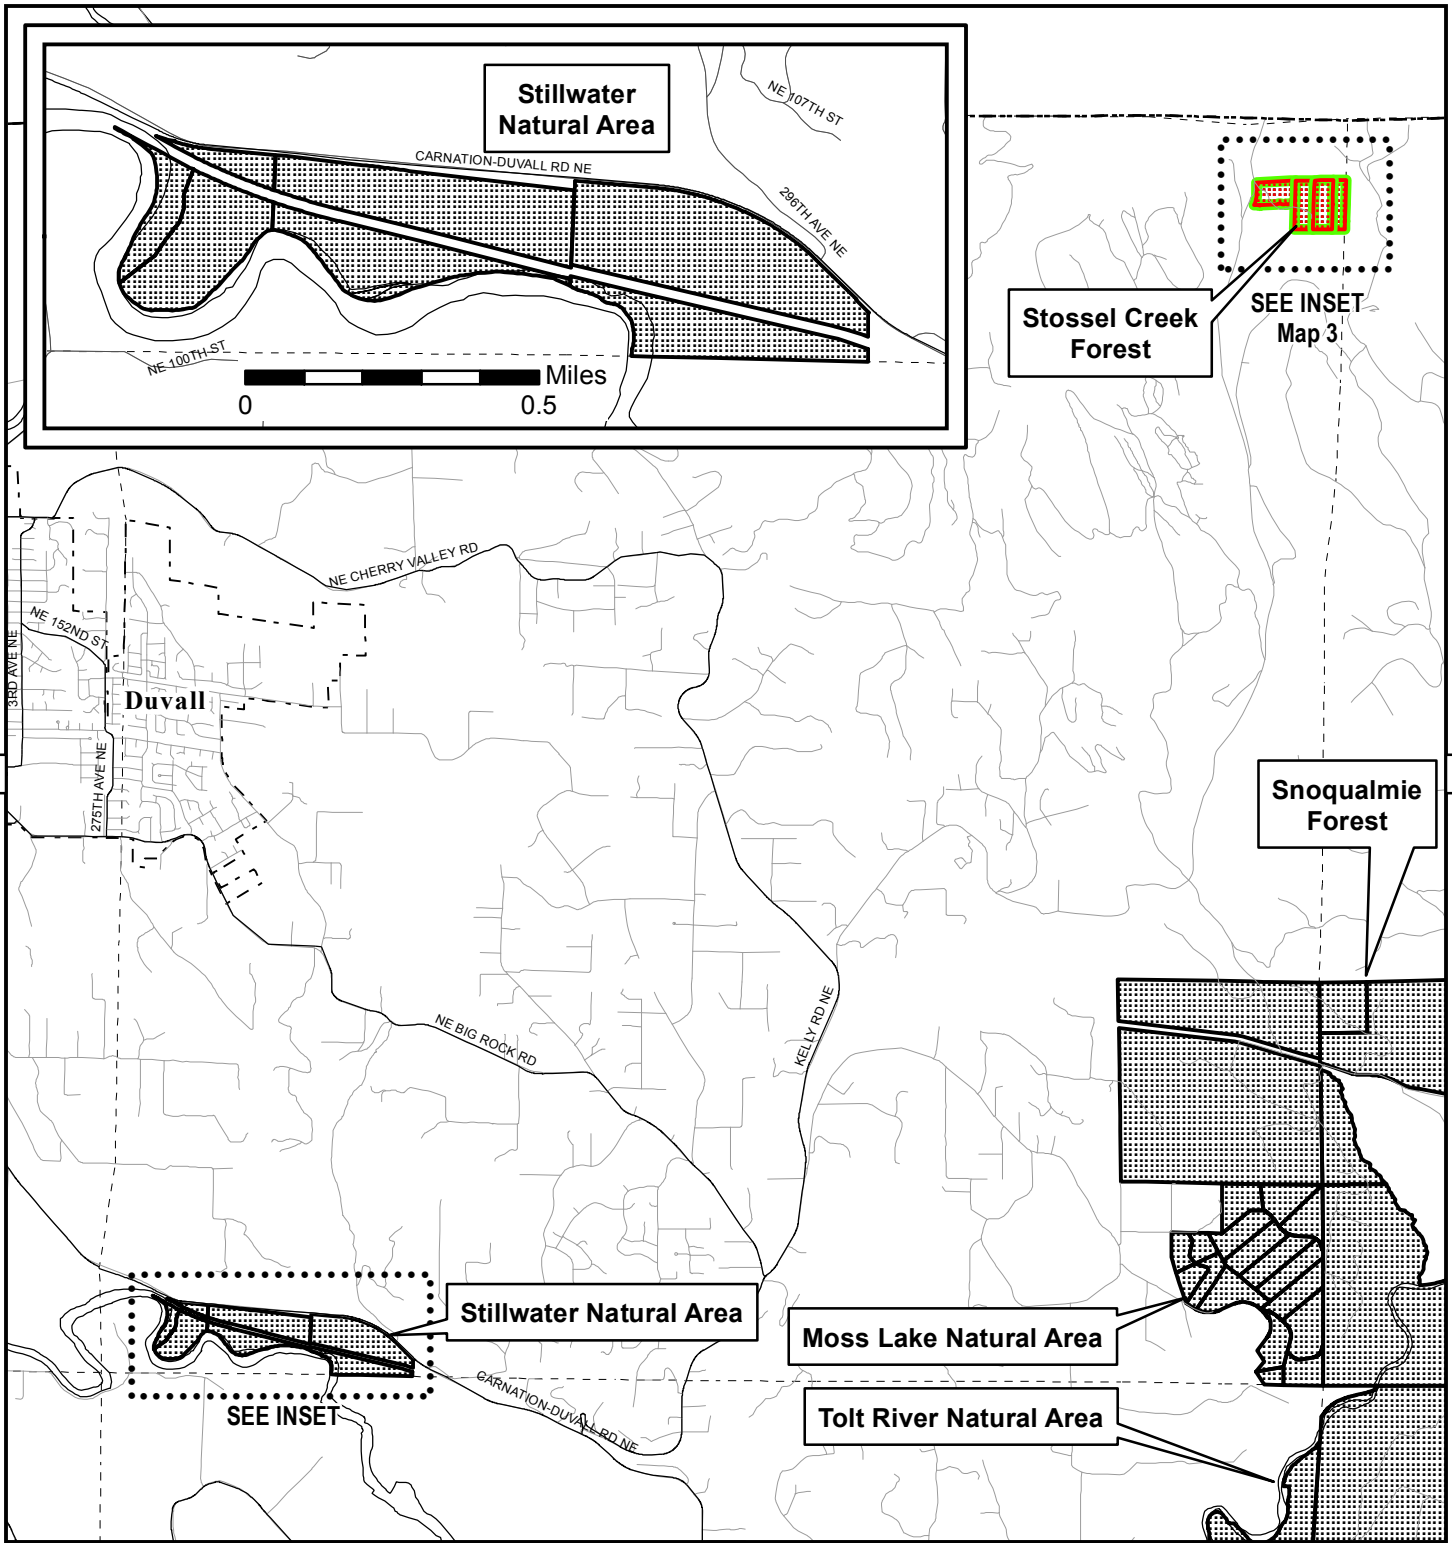 Stillwater
Natural Area
NE 107TH ST
CARNATION-DUVALL RD NE
296TH AVE NE
NE 100TH ST
Miles
0 0.5
Stossel Creek
Forest
SEE INSET
Map 3
NE CHERRY VALLEY RD
NE 152ND ST
3RD AVE NE
Duvall
275TH AVE NE
Snoqualmie
Forest
NE BIG ROCK RD
KELLY RD NE
Stillwater Natural Area
Moss Lake Natural Area
SEE INSET
CARNATION-DUVALL RD NE
Tolt River Natural Area